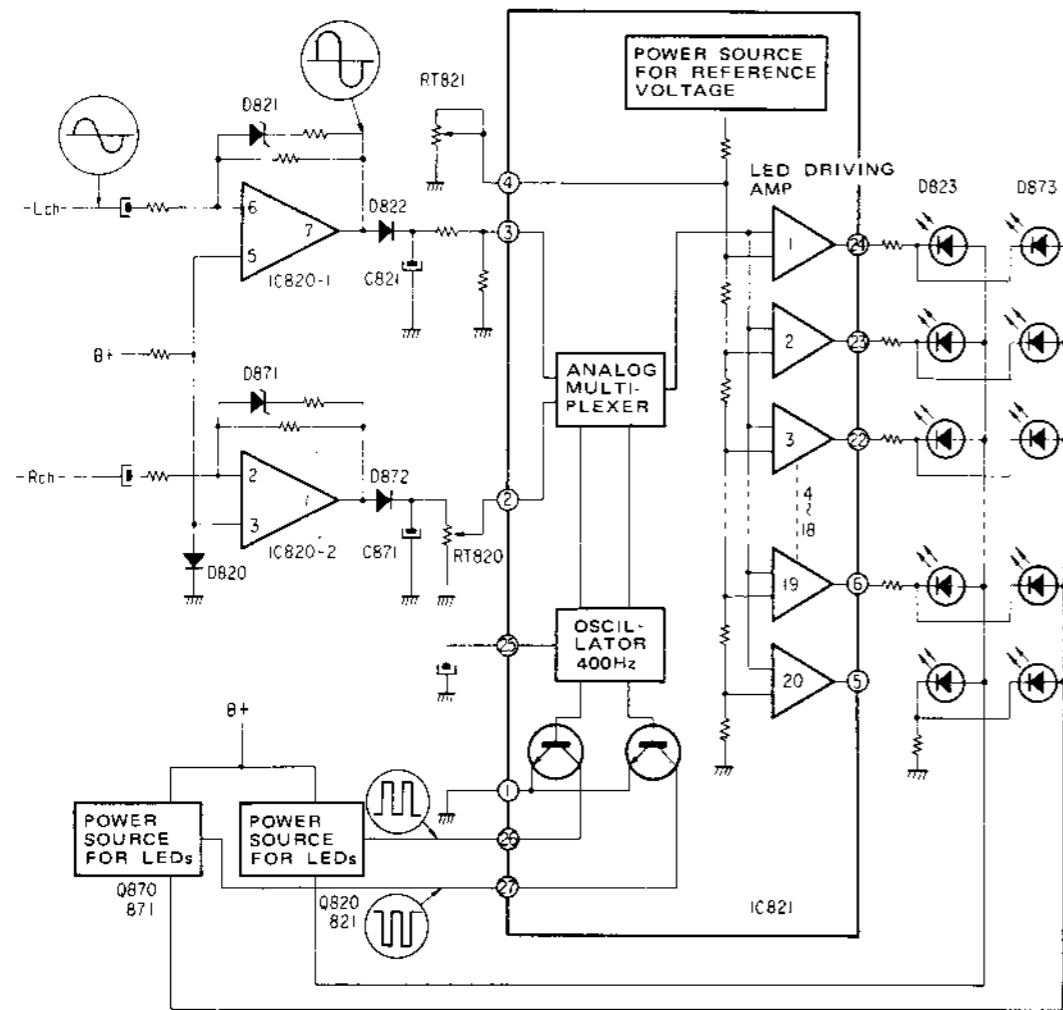 POWER SOURCE
FOR REFERENCE
VOLTAGE
RT821
D821
LED DRIVING
AMP
D823
D873
4
-Lch-
6
7
5
D822
3
1
24
IC820-1
C821
2
23
B+
ANALOG
MULTI-
PLEXER
D871
3
22
-Rch-
2
1
3
D872
2
4
~
18
IC820-2
C871
RT820
D820
19
6
OSCIL-
LATOR
400Hz
25
20
5
B+
1
POWER
SOURCE
FOR LEDs
POWER
SOURCE
FOR LEDs
26
27
Q870
871
Q820
821
IC821